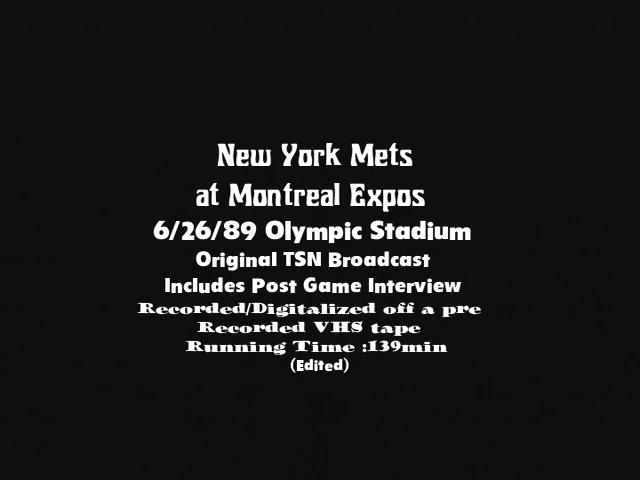 New York Mets
at Montreal Expos
6/26/89 Olympic Stadium
Original TSN Broadcast
Includes Post Game Interview
Recorded/Digitalized off a pre
Recorded VHS tape
Running Time :139min
(Edited)